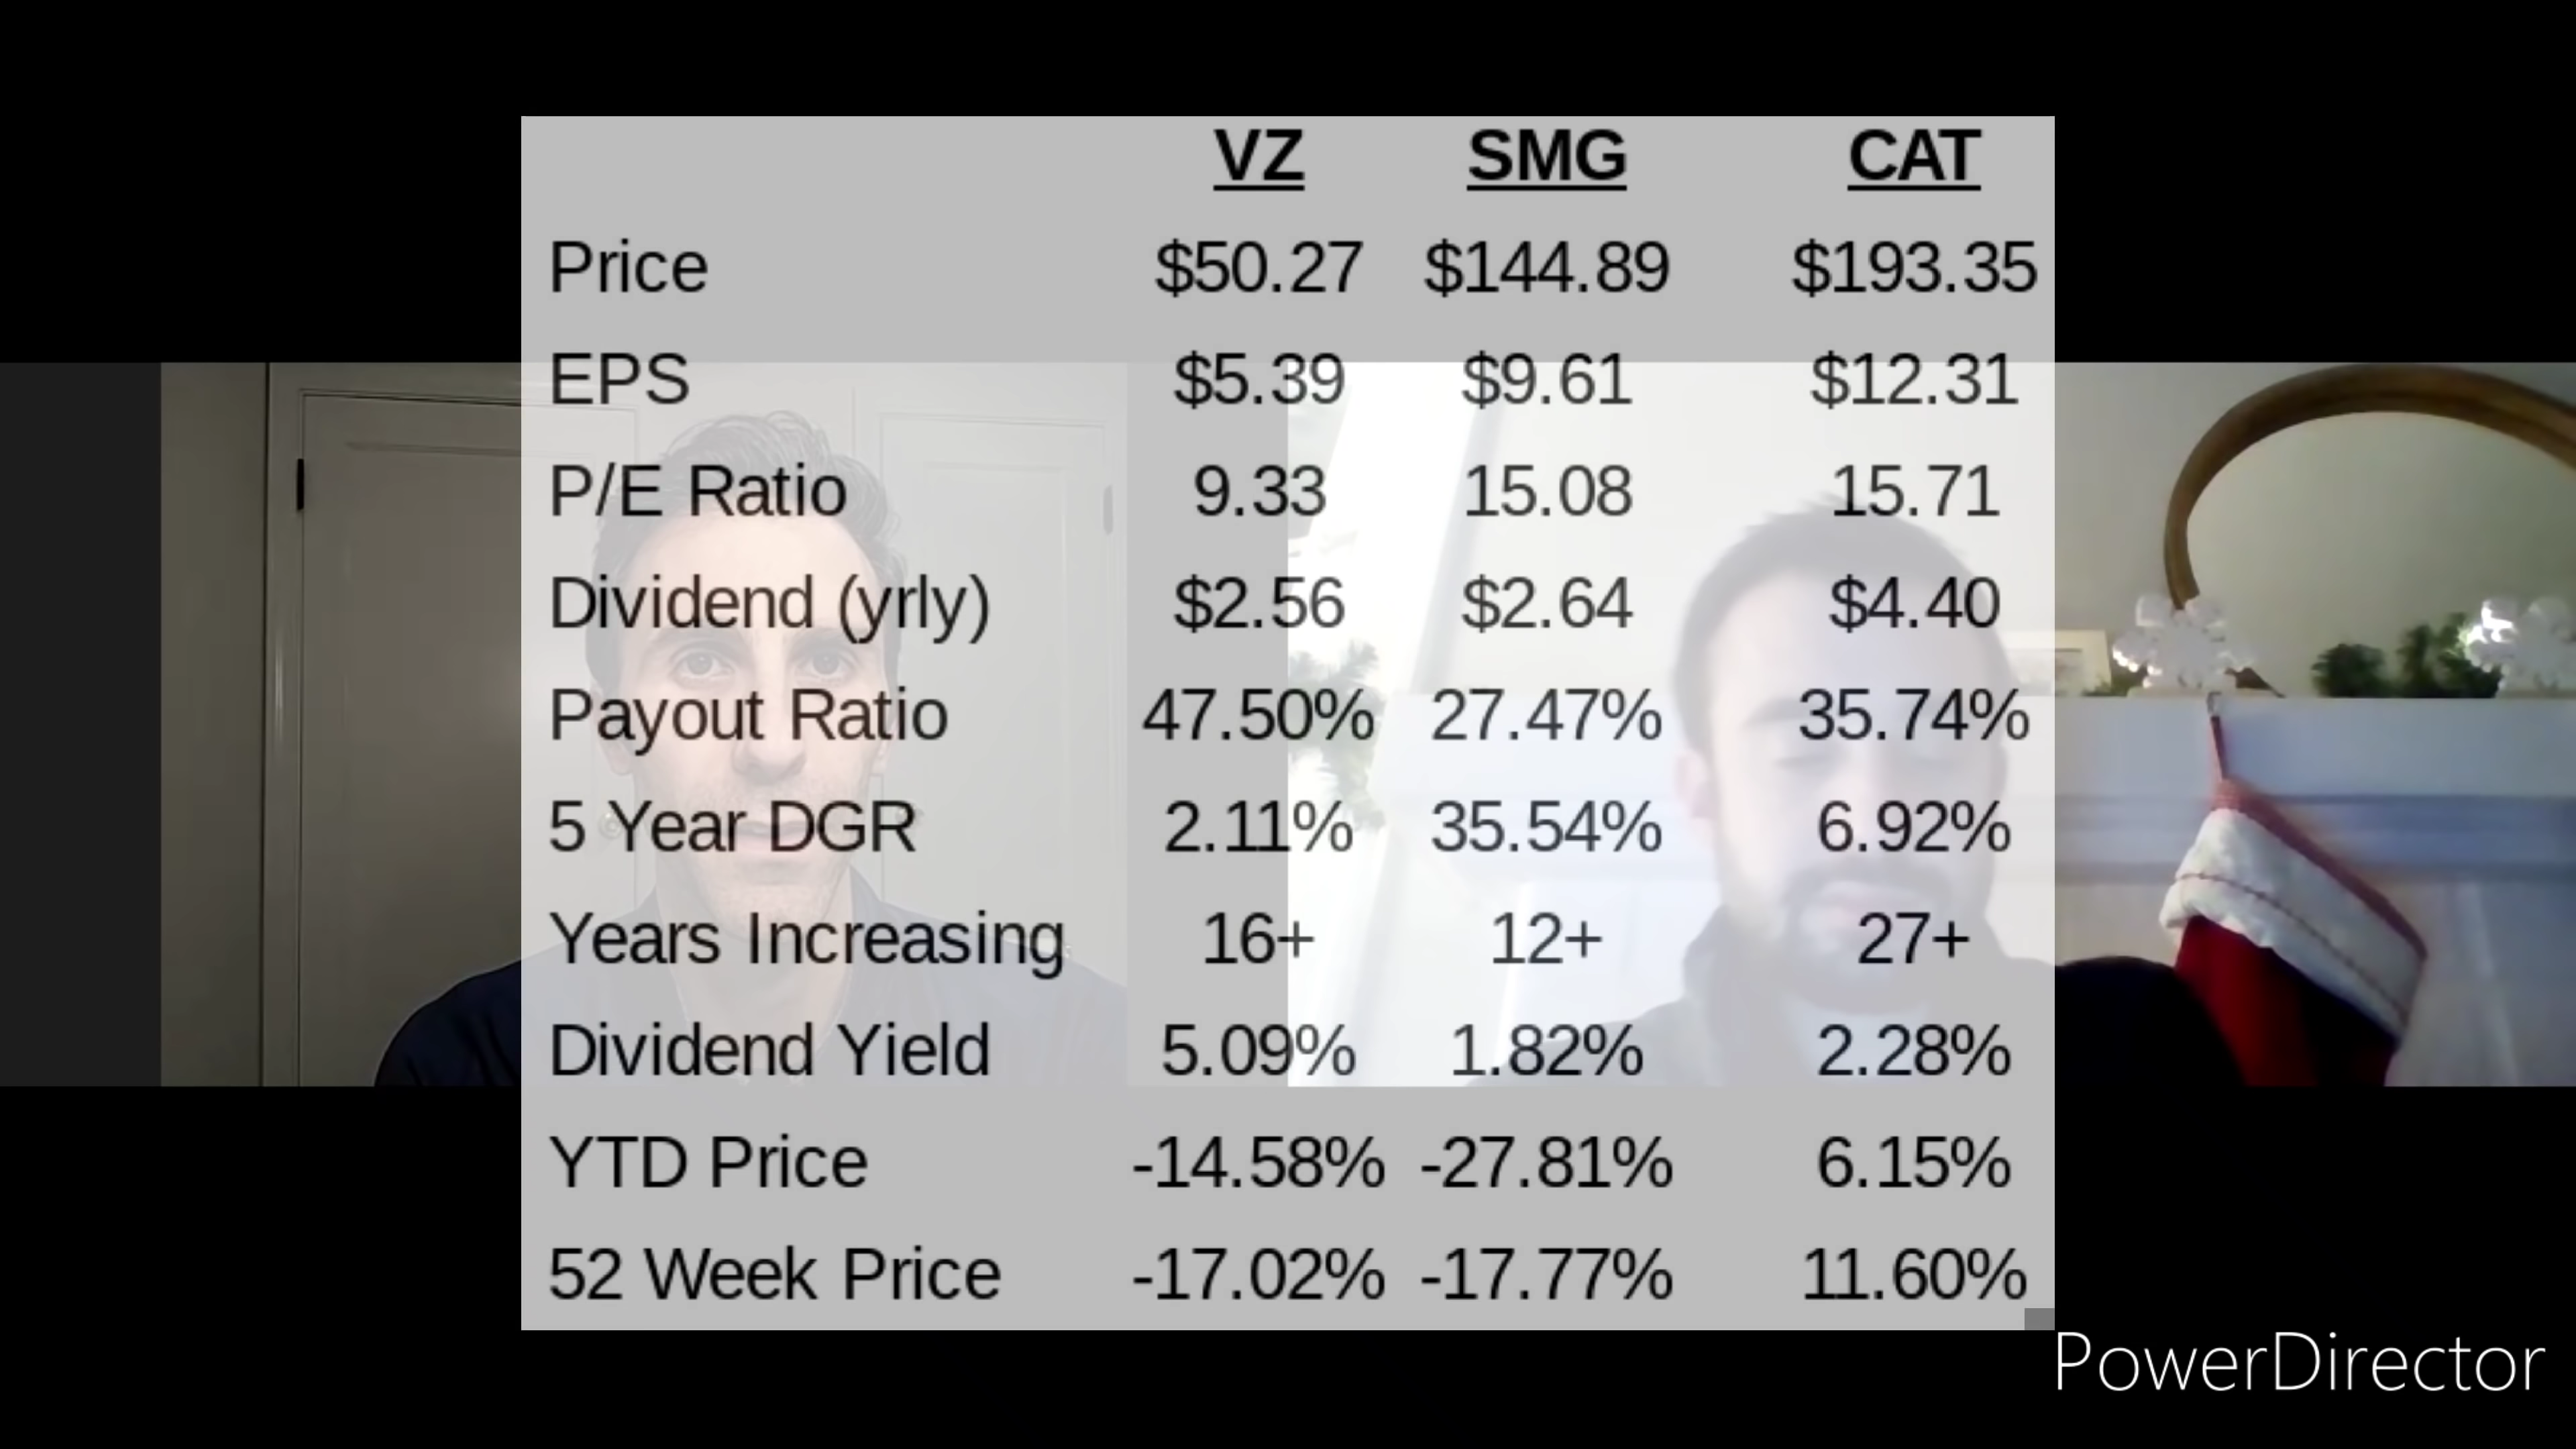 VZ SMG CAT
Price $50.27 $144.89 $193.35
EPS $5.39 $9.61 $12.31
P/E Ratio 9.33 15.08 15.71
Dividend (yrly) $2.56 $2.64 $4.40
Payout Ratio 47.50% 27.47% 35.74%
5 Year DGR 2.11% 35.54% 6.92%
Years Increasing 16+ 12+ 27+
Dividend Yield 5.09% 1.82% 2.28%
YTD Price -14.58% -27.81% 6.15%
52 Week Price -17.02% -17.77% 11.60%
PowerDirector